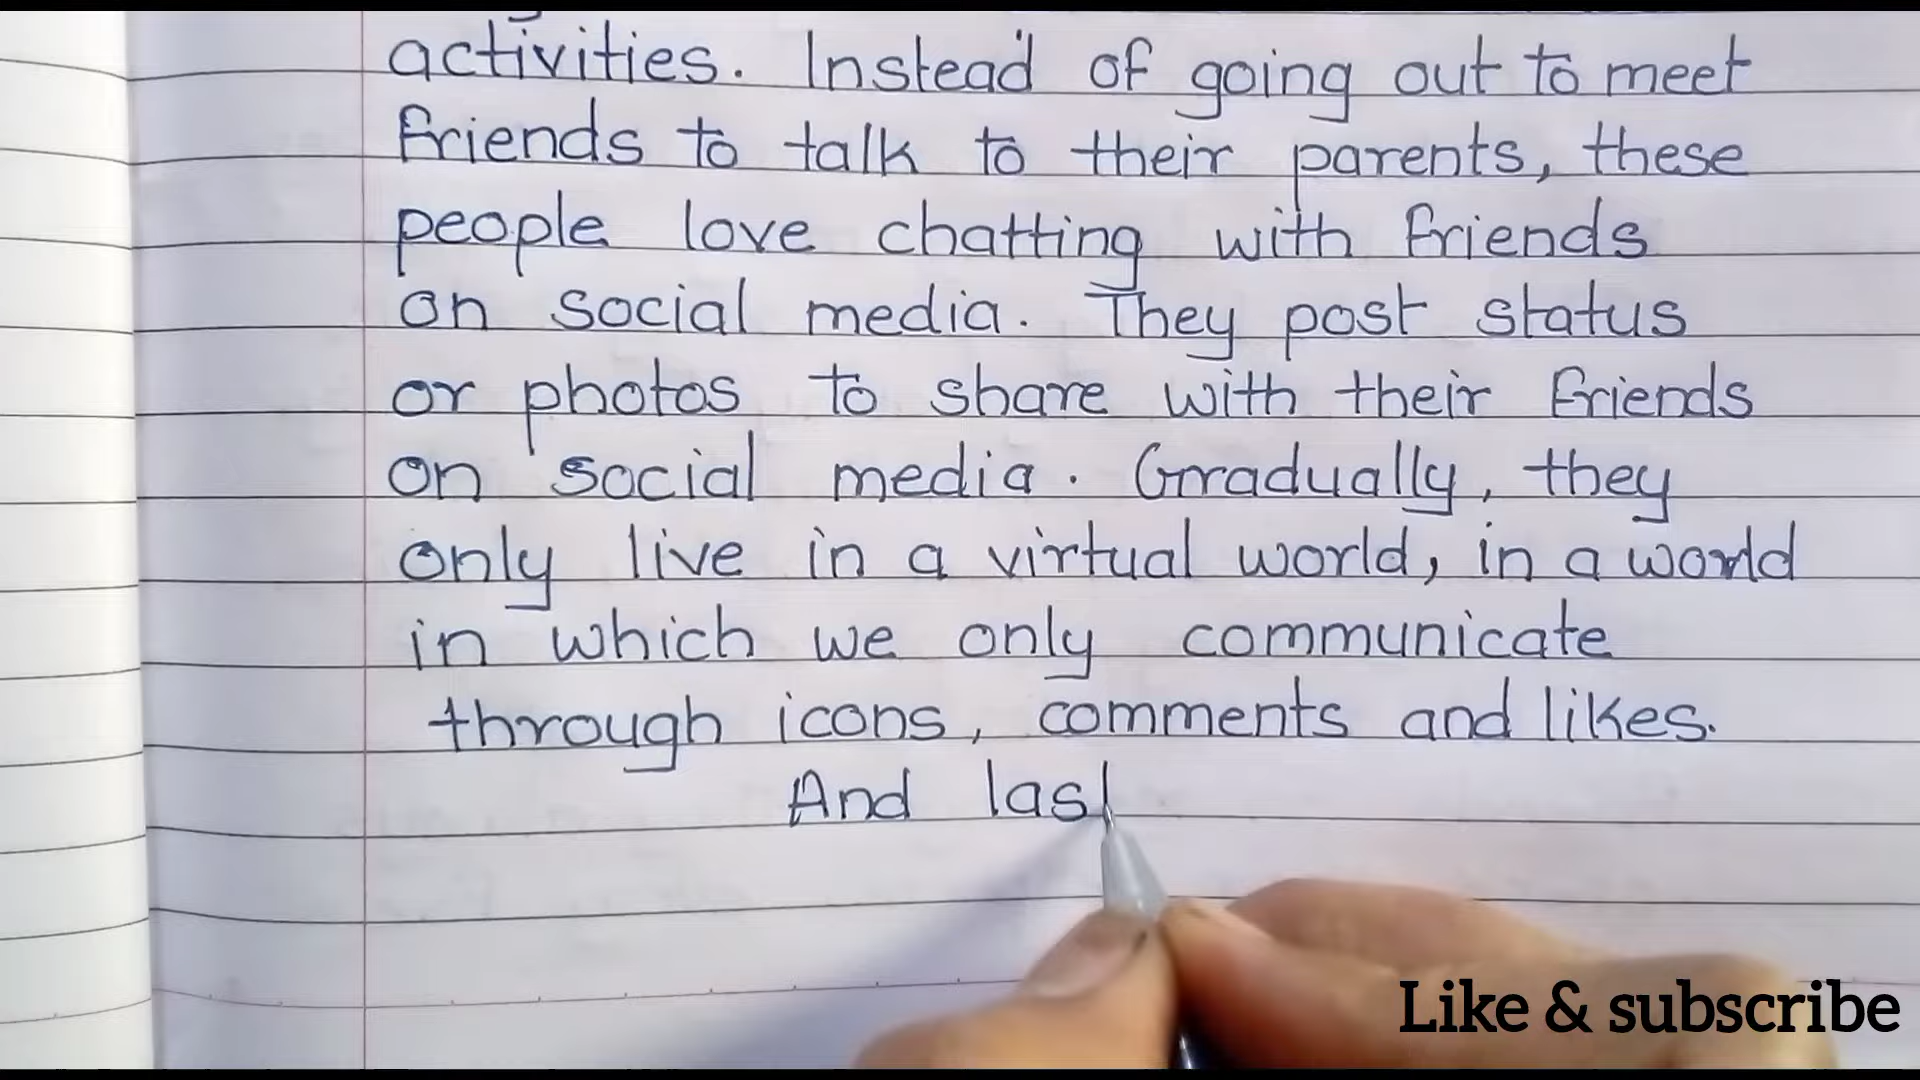 activities. Instead of going out to meet
friends to talk to their parents, these
people love chatting with friends
on social media. They post status
or photos to share with their friends
on social media. Gradually, they
only live in a virtual world, in a world
in which we only communicate
through icons, comments and likes.
And las
Like & subscribe